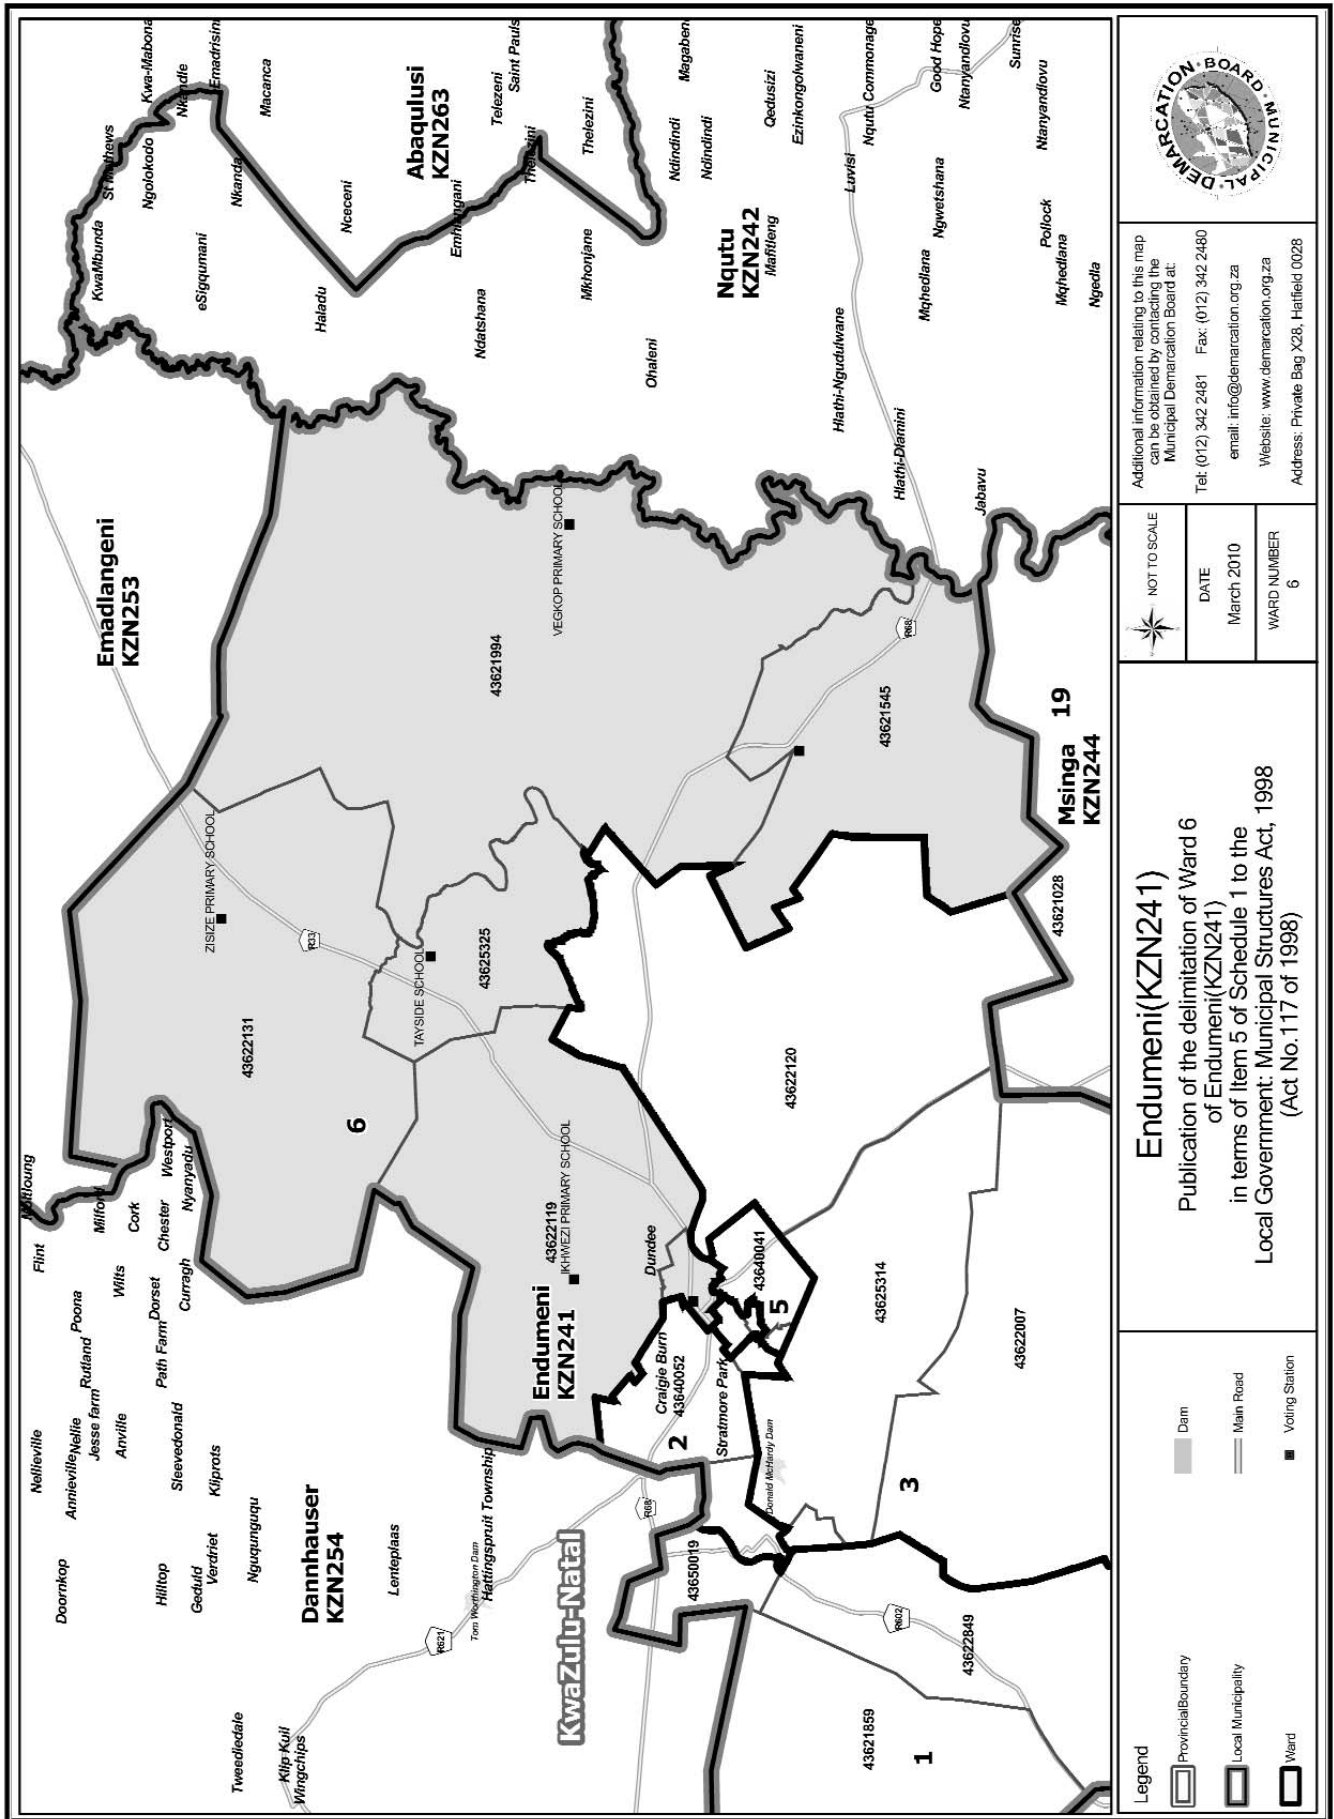 Nellieville
Flint
Moitloung
Doornkop
Annieville
Nellie
Jesse farm
Rutland
Poona
Anville
Wilts
Milford
Cork
Hilltop
Sleevedonald
Path Farm
Dorset
Chester
Westport
Geduld
Verdriet
Kliprots
Curragh
Nyanyadu
Tweediedale
Nguqunguqu
Klip Kuil
Wingchips
Dannhauser
KZN254
Lenteplaas
R621
Tom Worthington Dam
Hattingspruit Township
KwaZulu-Natal
Emadlangeni
KZN253
ZISIZE PRIMARY SCHOOL
43622131
R33
6
TAYSIDE SCHOOL
43625325
43621994
VEGKOP PRIMARY SCHOOL
43622119
IKHWEZI PRIMARY SCHOOL
Endumeni
KZN241
Dundee
Craigie Burn
43640052
2
Stratmore Park
R68
43650019
43640041
5
Donald McHardy Dam
43622120
43625314
3
43622007
R602
43622849
43621859
1
43621545
R68
43621028
19
Msinga
KZN244
KwaMbunda
St Mathews
Kwa-Mabona
Ngolokodo
Nkandle
Emadrisini
eSigqumani
Nkanda
Macanca
Haladu
Nceceni
Abaqulusi
KZN263
Emhlangani
Telezeni
Saint Pauls
Ndatshana
Thelezini
Mkhonjane
Thelezini
Ohaleni
Ndindindi
Magabeni
Ndindindi
Nqutu
KZN242
Mafitleng
Qedusizi
Ezinkongolwaneni
Hlathi-Ngudulwane
Luvisi
Nqutu Commonage
Hlathi-Dlamini
Mqhedlana
Ngwetshana
Good Hope
Ntanyandlovu
Jabavu
Sunrise
Ntanyandlovu
Pollock
Mqhedlana
Ngedla
Legend
ProvincialBoundary
Local Municipality
Ward
Dam
Main Road
Voting Station
Endumeni(KZN241)
Publication of the delimitation of Ward 6
of Endumeni(KZN241)
in terms of Item 5 of Schedule 1 to the
Local Government: Municipal Structures Act, 1998
(Act No.117 of 1998)
NOT TO SCALE
DATE
March 2010
WARD NUMBER
6
Additional information relating to this map
can be obtained by contacting the
Municipal Demarcation Board at:
Tel: (012) 342 2481 Fax: (012) 342 2480
email: info@demarcation.org.za
Website: www.demarcation.org.za
Address: Private Bag X28, Hatfield 0028
MUNICIPAL DEMARCATION BOARD